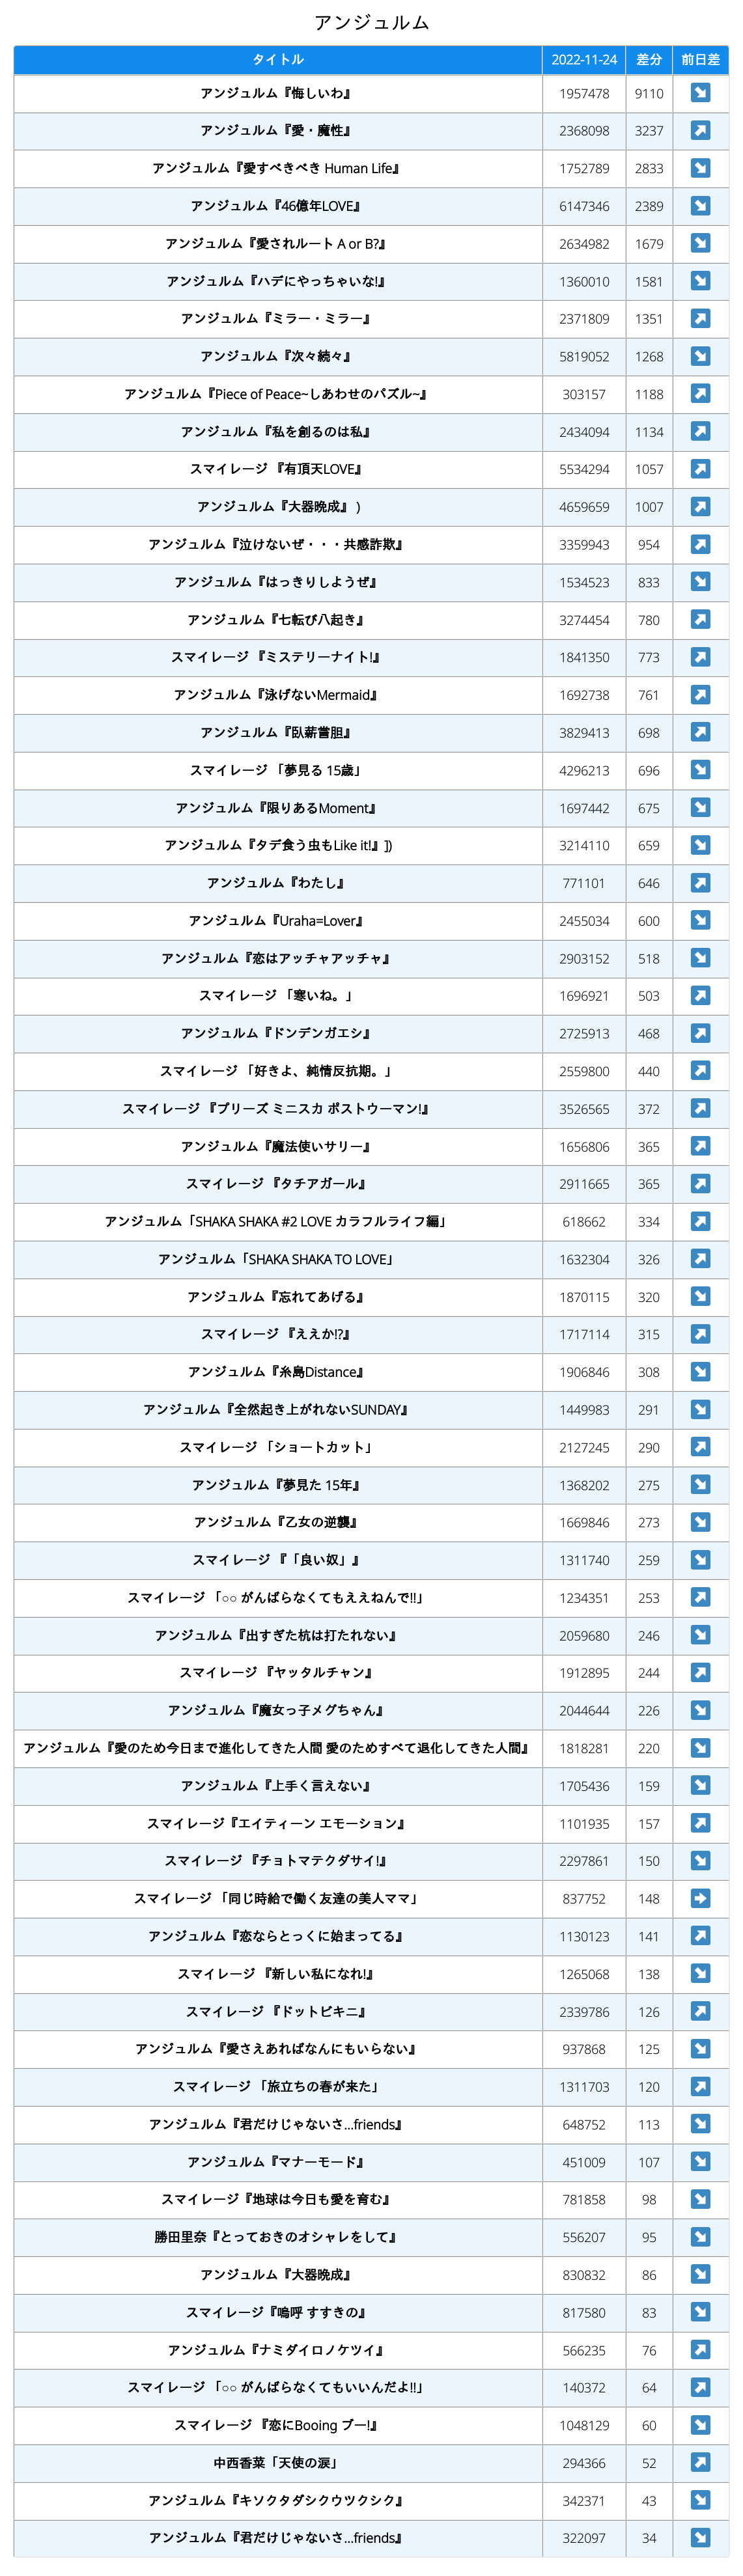 アンジュルム
タイトル 2022-11-24 差分 前日差
アンジュルム『悔しいわ』 1957478 9110 ↘
アンジュルム『愛・魔性』 2368098 3237 ↗
アンジュルム『愛すべきべき Human Life』 1752789 2833 ↘
アンジュルム『46億年LOVE』 6147346 2389 ↘
アンジュルム『愛されルート A or B?』 2634982 1679 ↘
アンジュルム『ハデにやっちゃいな!』 1360010 1581 ↘
アンジュルム『ミラー・ミラー』 2371809 1351 ↗
アンジュルム『次々続々』 5819052 1268 ↘
アンジュルム『Piece of Peace~しあわせのパズル~』 303157 1188 ↗
アンジュルム『私を創るのは私』 2434094 1134 ↗
スマイレージ 『有頂天LOVE』 5534294 1057 ↗
アンジュルム『大器晩成』 ) 4659659 1007 ↗
アンジュルム『泣けないぜ・・・共感詐欺』 3359943 954 ↗
アンジュルム『はっきりしようぜ』 1534523 833 ↘
アンジュルム『七転び八起き』 3274454 780 ↗
スマイレージ 『ミステリーナイト!』 1841350 773 ↗
アンジュルム『泳げないMermaid』 1692738 761 ↗
アンジュルム『臥薪嘗胆』 3829413 698 ↗
スマイレージ 「夢見る 15歳」 4296213 696 ↘
アンジュルム『限りあるMoment』 1697442 675 ↘
アンジュルム『タデ食う虫もLike it!』]) 3214110 659 ↘
アンジュルム『わたし』 771101 646 ↗
アンジュルム『Uraha=Lover』 2455034 600 ↘
アンジュルム『恋はアッチャアッチャ』 2903152 518 ↘
スマイレージ 「寒いね。」 1696921 503 ↗
アンジュルム『ドンデンガエシ』 2725913 468 ↗
スマイレージ 「好きよ、純情反抗期。」 2559800 440 ↗
スマイレージ 『プリーズ ミニスカ ポストウーマン!』 3526565 372 ↗
アンジュルム『魔法使いサリー』 1656806 365 ↗
スマイレージ 『タチアガール』 2911665 365 ↗
アンジュルム「SHAKA SHAKA #2 LOVE カラフルライフ編」 618662 334 ↗
アンジュルム「SHAKA SHAKA TO LOVE」 1632304 326 ↗
アンジュルム『忘れてあげる』 1870115 320 ↘
スマイレージ 『ええか!?』 1717114 315 ↗
アンジュルム『糸島Distance』 1906846 308 ↘
アンジュルム『全然起き上がれないSUNDAY』 1449983 291 ↘
スマイレージ 「ショートカット」 2127245 290 ↗
アンジュルム『夢見た 15年』 1368202 275 ↘
アンジュルム『乙女の逆襲』 1669846 273 ↘
スマイレージ 『「良い奴」』 1311740 259 ↘
スマイレージ 「○○ がんばらなくてもええねんで!!」 1234351 253 ↗
アンジュルム『出すぎた杭は打たれない』 2059680 246 ↘
スマイレージ 『ヤッタルチャン』 1912895 244 ↗
アンジュルム『魔女っ子メグちゃん』 2044644 226 ↘
アンジュルム『愛のため今日まで進化してきた人間 愛のためすべて退化してきた人間』 1818281 220 ↘
アンジュルム『上手く言えない』 1705436 159 ↘
スマイレージ『エイティーン エモーション』 1101935 157 ↗
スマイレージ 『チョトマテクダサイ!』 2297861 150 ↘
スマイレージ 「同じ時給で働く友達の美人ママ」 837752 148 →
アンジュルム『恋ならとっくに始まってる』 1130123 141 ↗
スマイレージ 『新しい私になれ!』 1265068 138 ↘
スマイレージ 『ドットビキニ』 2339786 126 ↗
アンジュルム『愛さえあればなんにもいらない』 937868 125 ↘
スマイレージ 「旅立ちの春が来た」 1311703 120 ↗
アンジュルム『君だけじゃないさ...friends』 648752 113 ↘
アンジュルム『マナーモード』 451009 107 ↘
スマイレージ『地球は今日も愛を育む』 781858 98 ↘
勝田里奈『とっておきのオシャレをして』 556207 95 ↘
アンジュルム『大器晩成』 830832 86 ↘
スマイレージ『嗚呼 すすきの』 817580 83 ↘
アンジュルム『ナミダイロノケツイ』 566235 76 ↗
スマイレージ 「○○ がんばらなくてもいいんだよ!!」 140372 64 ↗
スマイレージ 『恋にBooing ブー!』 1048129 60 ↘
中西香菜「天使の涙」 294366 52 ↗
アンジュルム『キソクタダシクウツクシク』 342371 43 ↘
アンジュルム『君だけじゃないさ...friends』 322097 34 ↘